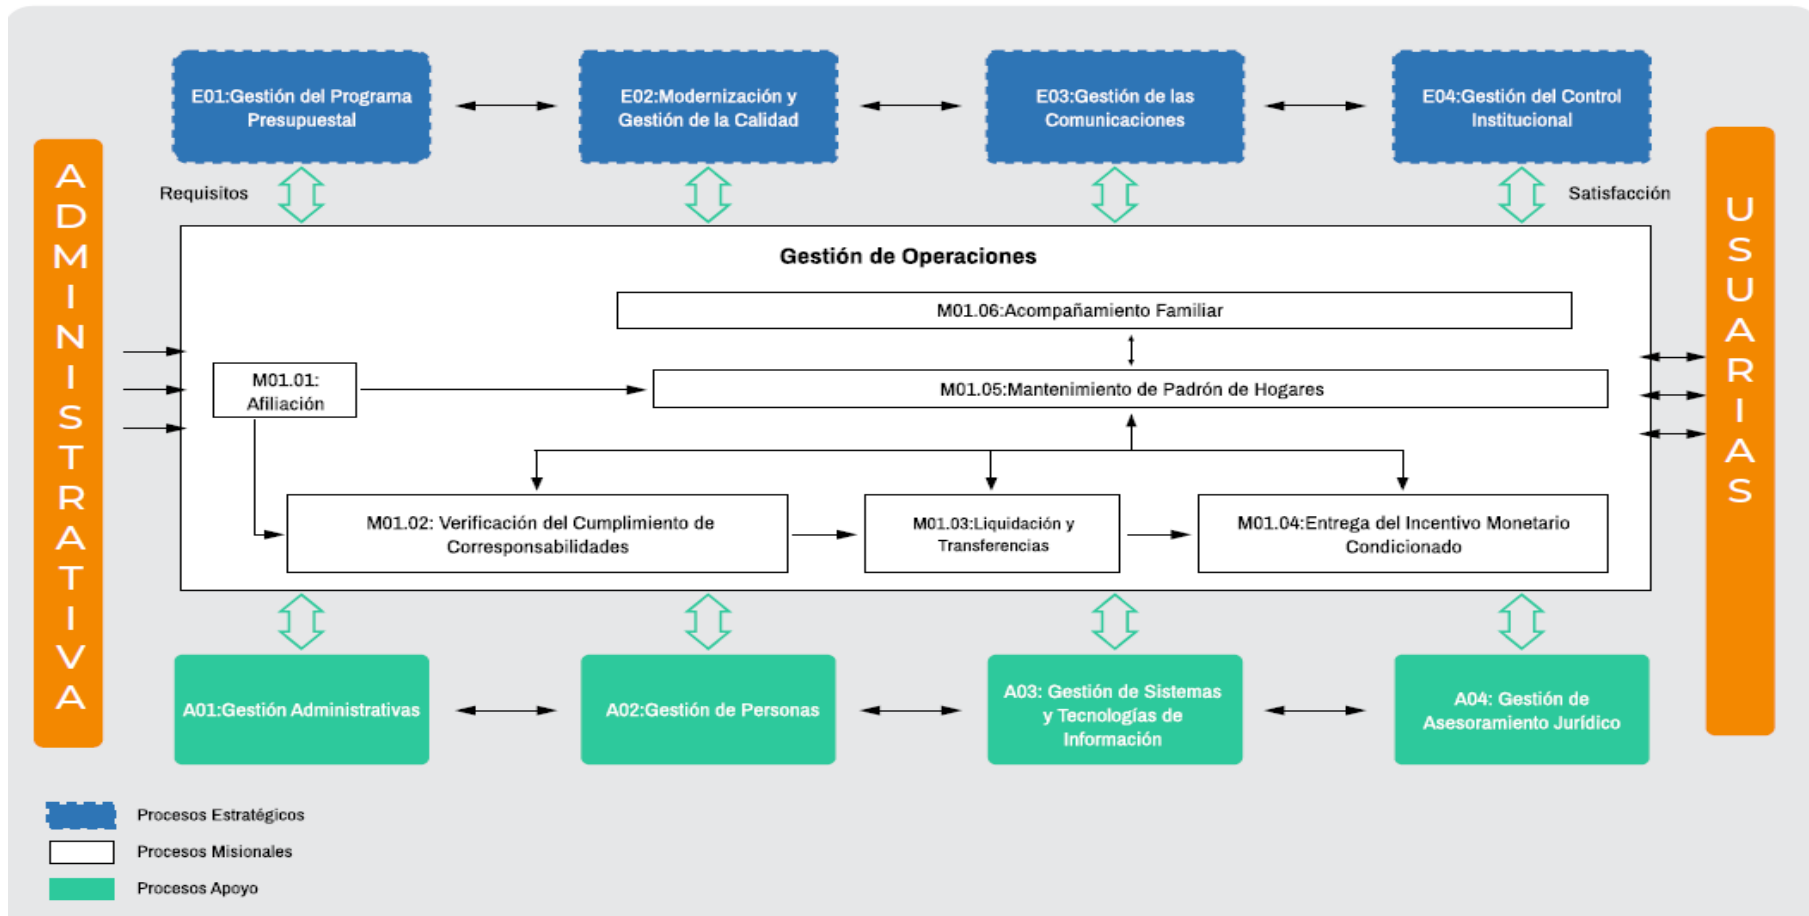 E01:Gestión del Programa
Presupuestal
E02:Modernización y
Gestión de la Calidad
E03:Gestión de las
Comunicaciones
E04:Gestión del Control
Institucional
ADMINISTRATIVA
Requisitos
Satisfacción
USUARIAS
Gestión de Operaciones
M01.06:Acompañamiento Familiar
M01.01:
Afiliación
M01.05:Mantenimiento de Padrón de Hogares
M01.02: Verificación del Cumplimiento de
Corresponsabilidades
M01.03:Liquidación y
Transferencias
M01.04:Entrega del Incentivo Monetario
Condicionado
A01:Gestión Administrativas
A02:Gestión de Personas
A03: Gestión de Sistemas
y Tecnologías de
Información
A04: Gestión de
Asesoramiento Jurídico
Procesos Estratégicos
Procesos Misionales
Procesos Apoyo